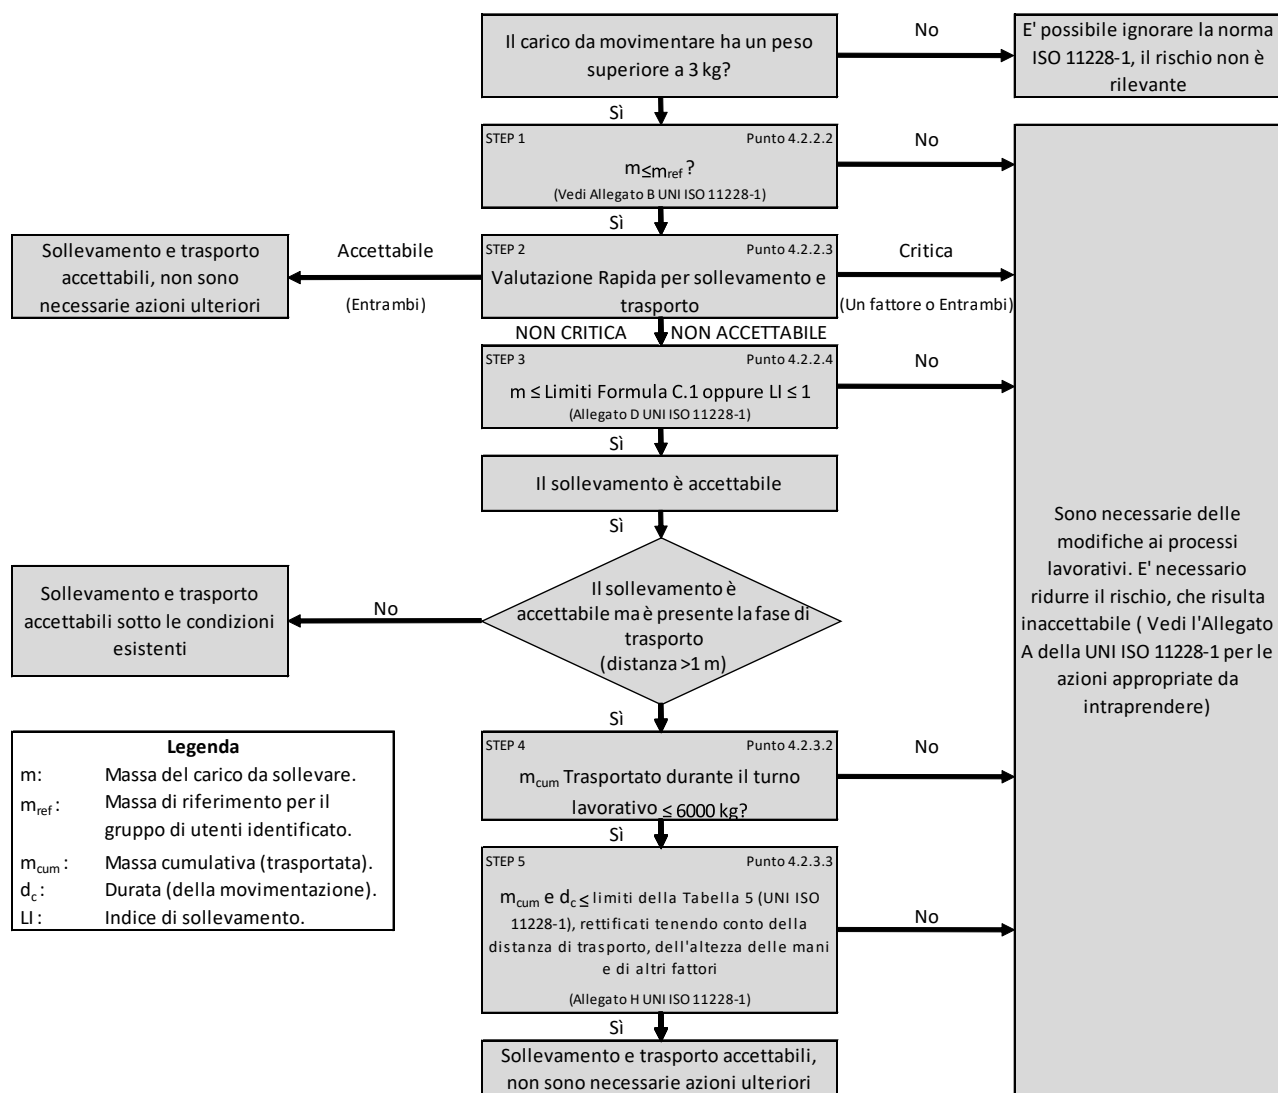 Il carico da movimentare ha un peso
superiore a 3 kg?
No
E' possibile ignorare la norma
ISO 11228-1, il rischio non è
rilevante
Sì
STEP 1 Punto 4.2.2.2
m≤mref ?
(Vedi Allegato B UNI ISO 11228-1)
No
Sì
Sollevamento e trasporto
accettabili, non sono
necessarie azioni ulteriori
Accettabile
(Entrambi)
STEP 2 Punto 4.2.2.3
Valutazione Rapida per sollevamento e
trasporto
Critica
(Un fattore o Entrambi)
NON CRITICA NON ACCETTABILE
STEP 3 Punto 4.2.2.4
m ≤ Limiti Formula C.1 oppure LI ≤ 1
(Allegato D UNI ISO 11228-1)
No
Sì
Il sollevamento è accettabile
Sì
Sono necessarie delle
modifiche ai processi
lavorativi. E' necessario
ridurre il rischio, che risulta
inaccettabile ( Vedi l'Allegato
A della UNI ISO 11228-1 per le
azioni appropriate da
intraprendere)
Sollevamento e trasporto
accettabili sotto le condizioni
esistenti
No
Il sollevamento è
accettabile ma è presente la fase di
trasporto
(distanza >1 m)
Sì
STEP 4 Punto 4.2.3.2
mcum Trasportato durante il turno
lavorativo ≤ 6000 kg?
No
Sì
Legenda
m: Massa del carico da sollevare.
mref : Massa di riferimento per il
gruppo di utenti identificato.
mcum : Massa cumulativa (trasportata).
dc : Durata (della movimentazione).
LI : Indice di sollevamento.
STEP 5 Punto 4.2.3.3
mcum e dc ≤ limiti della Tabella 5 (UNI ISO
11228-1), rettificati tenendo conto della
distanza di trasporto, dell'altezza delle mani
e di altri fattori
(Allegato H UNI ISO 11228-1)
No
Sì
Sollevamento e trasporto accettabili,
non sono necessarie azioni ulteriori